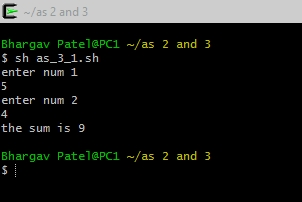 ~/as 2 and 3
Bhargav Patel@PC1 ~/as 2 and 3
$ sh as_3_1.sh
enter num 1
5
enter num 2
4
the sum is 9
Bhargav Patel@PC1 ~/as 2 and 3
$